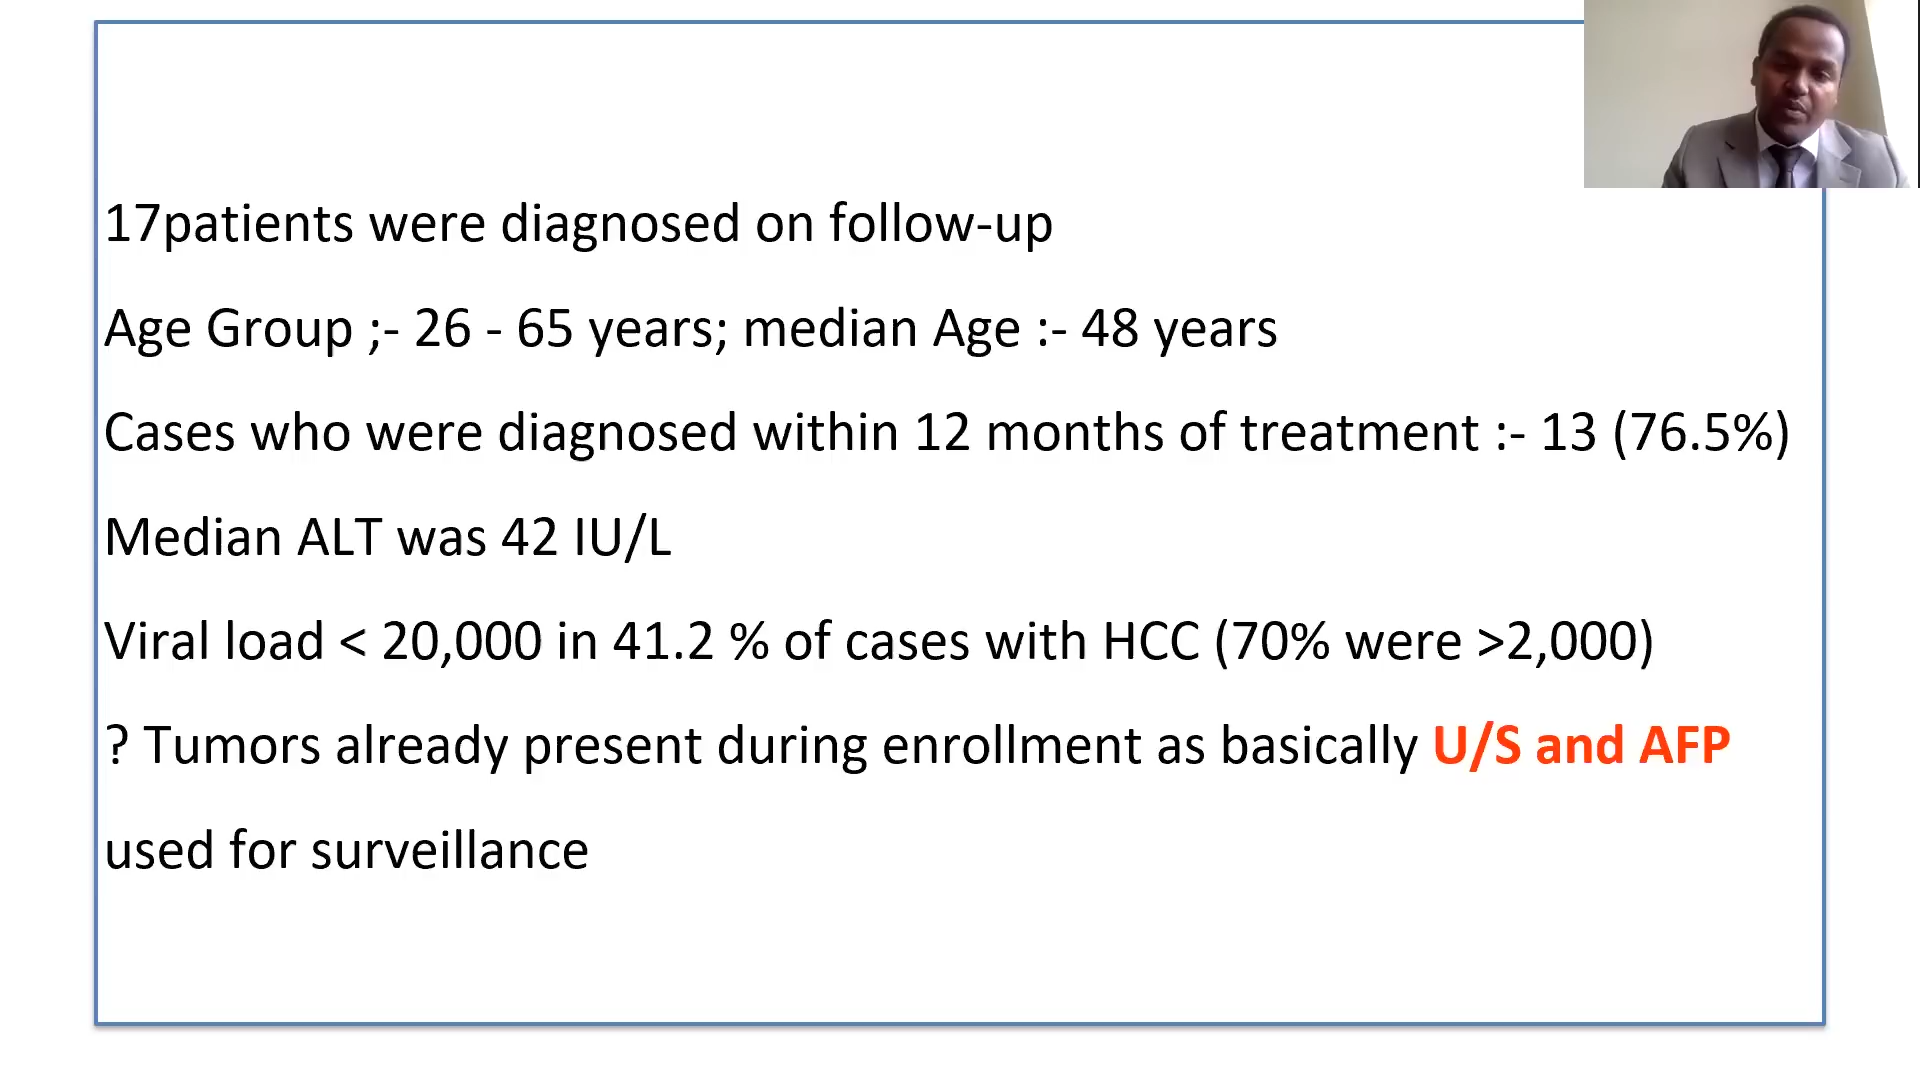 17patients were diagnosed on follow-up
Age Group ;- 26 - 65 years; median Age :- 48 years
Cases who were diagnosed within 12 months of treatment :- 13 (76.5%)
Median ALT was 42 IU/L
Viral load < 20,000 in 41.2 % of cases with HCC (70% were >2,000)
? Tumors already present during enrollment as basically U/S and AFP
used for surveillance